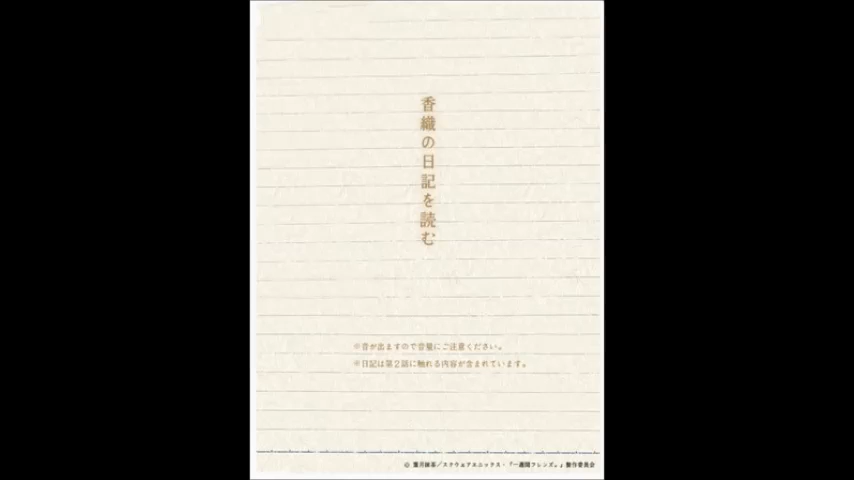 香織の日記を読む
※音が出ますので音量にご注意ください。
※日記は第2話に触れる内容が含まれています。
© 葉月抹茶／スクウェアエニックス・「一週間フレンズ。」製作委員会